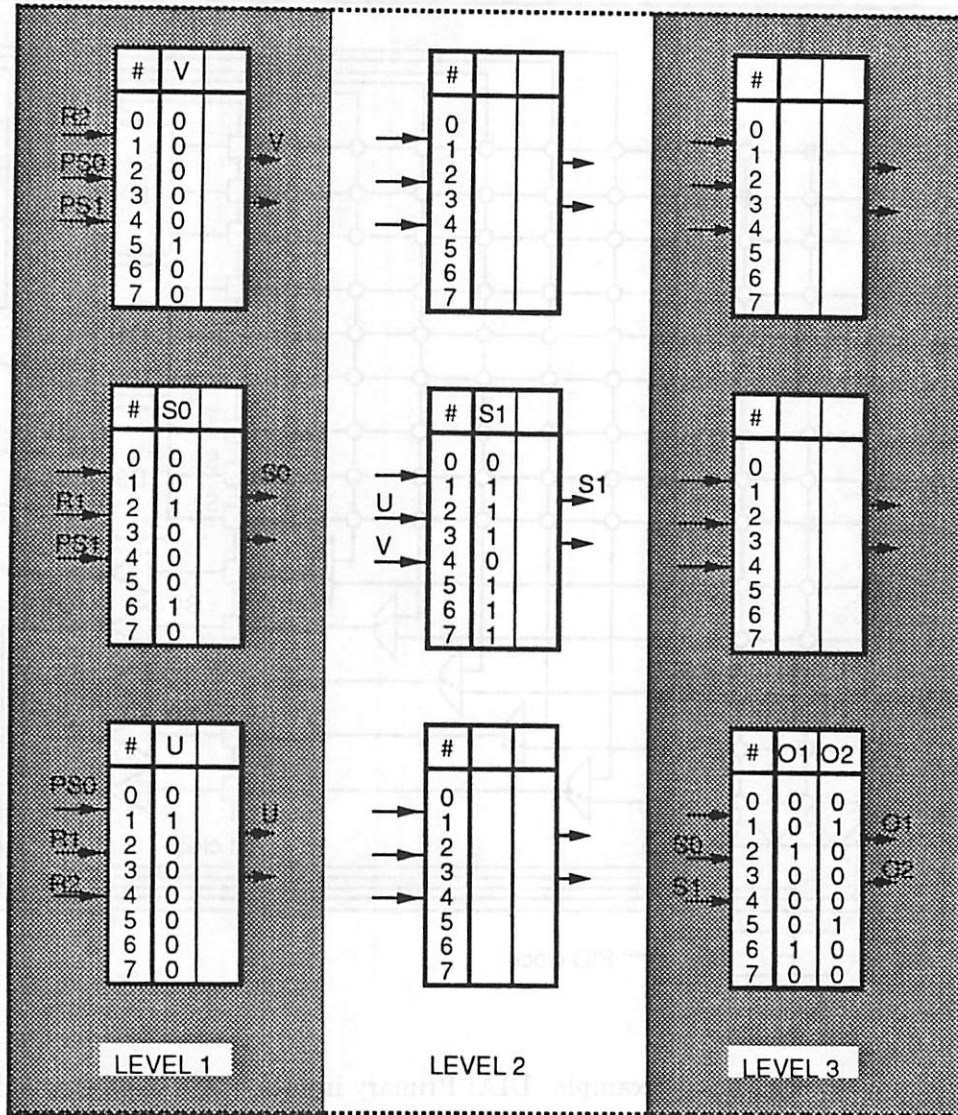 # V
R2
PS0
PS1
0 0
1 0
2 0
3 0
4 0
5 1
6 0
7 0
V
#
0
1
2
3
4
5
6
7
#
0
1
2
3
4
5
6
7
# S0
R1
PS1
0 0
1 0
2 1
3 0
4 0
5 0
6 1
7 0
S0
# S1
U
V
0 0
1 1
2 1
3 1
4 0
5 1
6 1
7 1
S1
#
0
1
2
3
4
5
6
7
# U
PS0
R1
R2
0 0
1 1
2 0
3 0
4 0
5 0
6 0
7 0
U
#
0
1
2
3
4
5
6
7
# O1 O2
S0
S1
0 0 0
1 0 1
2 1 0
3 0 0
4 0 0
5 0 1
6 1 0
7 0 0
O1
O2
LEVEL 1
LEVEL 2
LEVEL 3